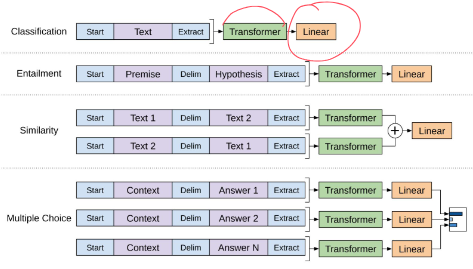 Classification Start Text Extract Transformer Linear
Entailment Start Premise Delim Hypothesis Extract Transformer Linear
Start Text 1 Delim Text 2 Extract Transformer
Similarity + Linear
Start Text 2 Delim Text 1 Extract Transformer
Start Context Delim Answer 1 Extract Transformer Linear
Multiple Choice Start Context Delim Answer 2 Extract Transformer Linear
Start Context Delim Answer N Extract Transformer Linear